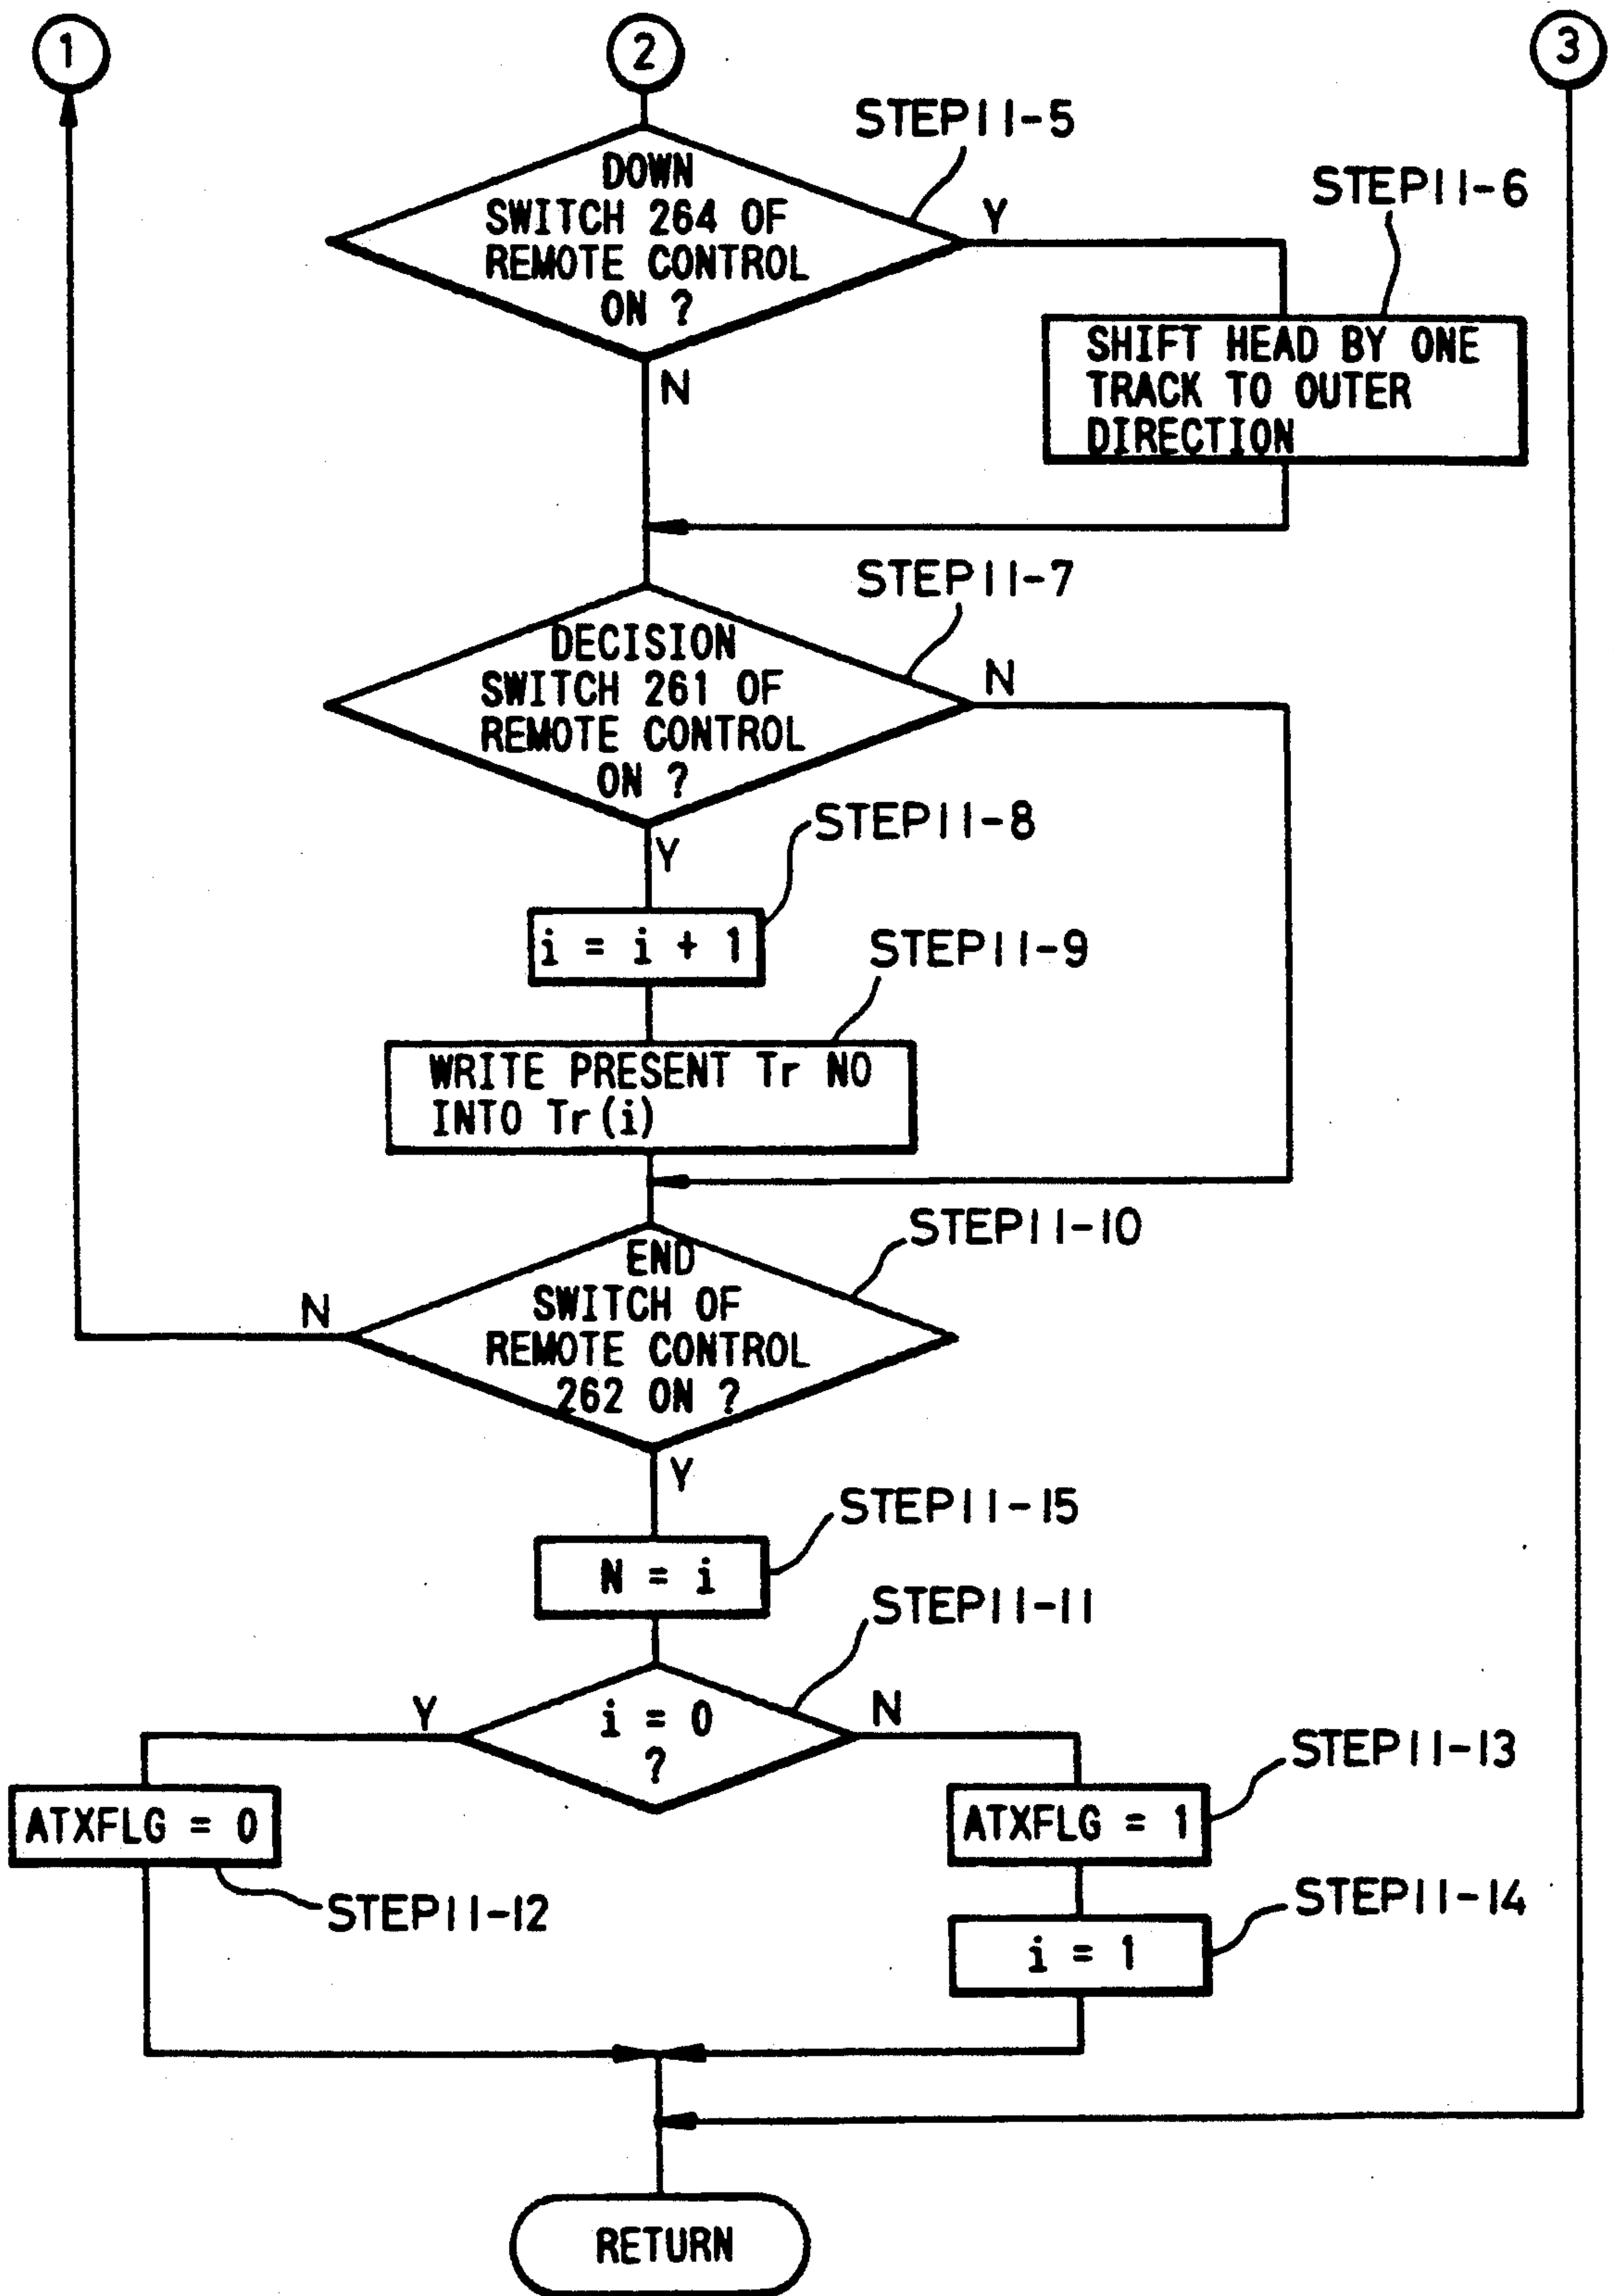 1
2
3
STEP11-5
DOWN
SWITCH 264 OF
REMOTE CONTROL
ON ?
Y
N
STEP11-6
SHIFT HEAD BY ONE
TRACK TO OUTER
DIRECTION
STEP11-7
DECISION
SWITCH 261 OF
REMOTE CONTROL
ON ?
N
Y
STEP11-8
i = i + 1
STEP11-9
WRITE PRESENT Tr NO
INTO Tr(i)
STEP11-10
END
SWITCH OF
REMOTE CONTROL
262 ON ?
N
Y
STEP11-15
N = i
STEP11-11
i = 0
?
Y
N
STEP11-13
ATXFLG = 0
ATXFLG = 1
STEP11-12
STEP11-14
i = 1
RETURN